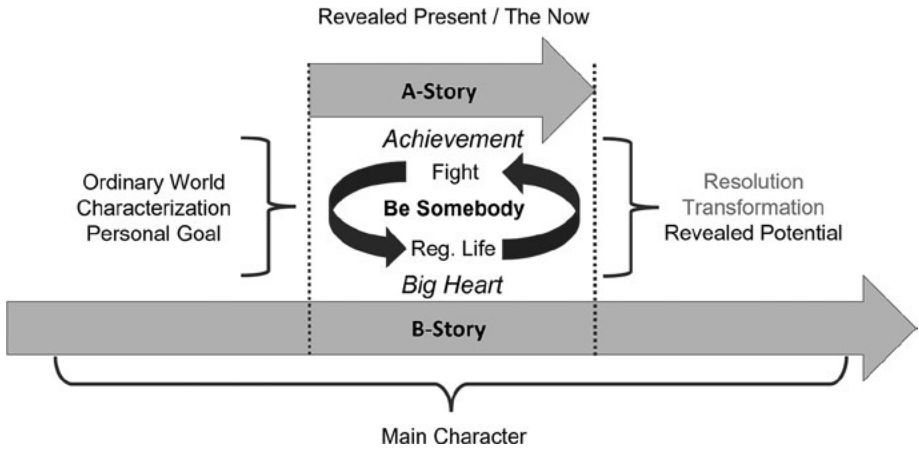 Revealed Present / The Now
A-Story
Achievement
Fight
Be Somebody
Reg. Life
Big Heart
Ordinary World
Characterization
Personal Goal
Resolution
Transformation
Revealed Potential
B-Story
Main Character